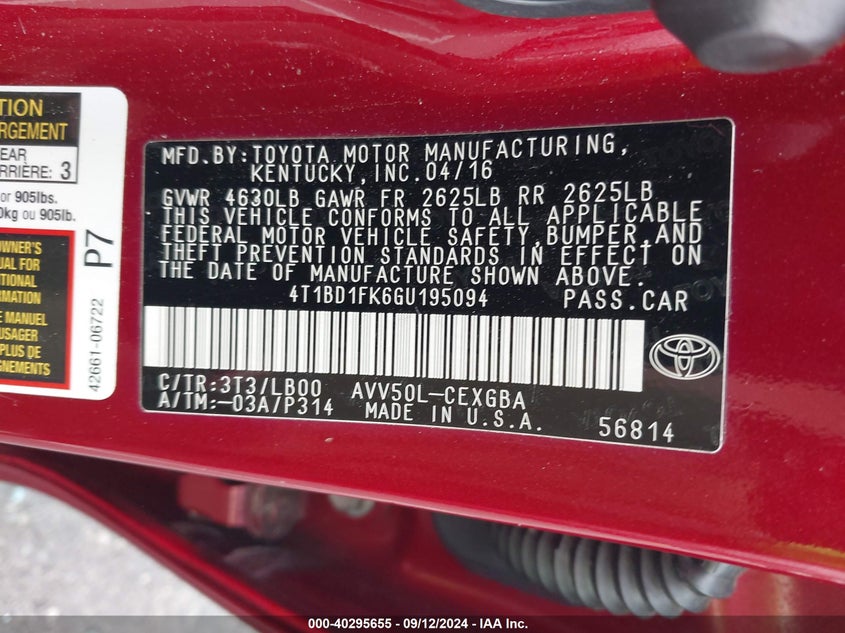 TION
RGEMENT
EAR
ARRIÈRE: 3
or 905lbs.
0kg ou 905lb.
OWNER'S
UAL FOR
ITIONAL
ORMATION
E MANUEL
USAGER
PLUS DE
EIGNEMENTS
P7
42661-06722
MFD.BY:TOYOTA MOTOR MANUFACTURING,
KENTUCKY,INC.04/16
GVWR 4630LB GAWR FR 2625LB RR 2625LB
THIS VEHICLE CONFORMS TO ALL APPLICABLE
FEDERAL MOTOR VEHICLE SAFETY,BUMPER,AND
THEFT PREVENTION STANDARDS IN EFFECT ON
THE DATE OF MANUFACTURE SHOWN ABOVE.
4T1BD1FK6GU195094 PASS.CAR
C/TR:3T3/LB00 AVV50L-CEXGBA
A/TM:-03A/P314 MADE IN U.S.A. 56814
000-40295655 - 09/12/2024 - IAA Inc.